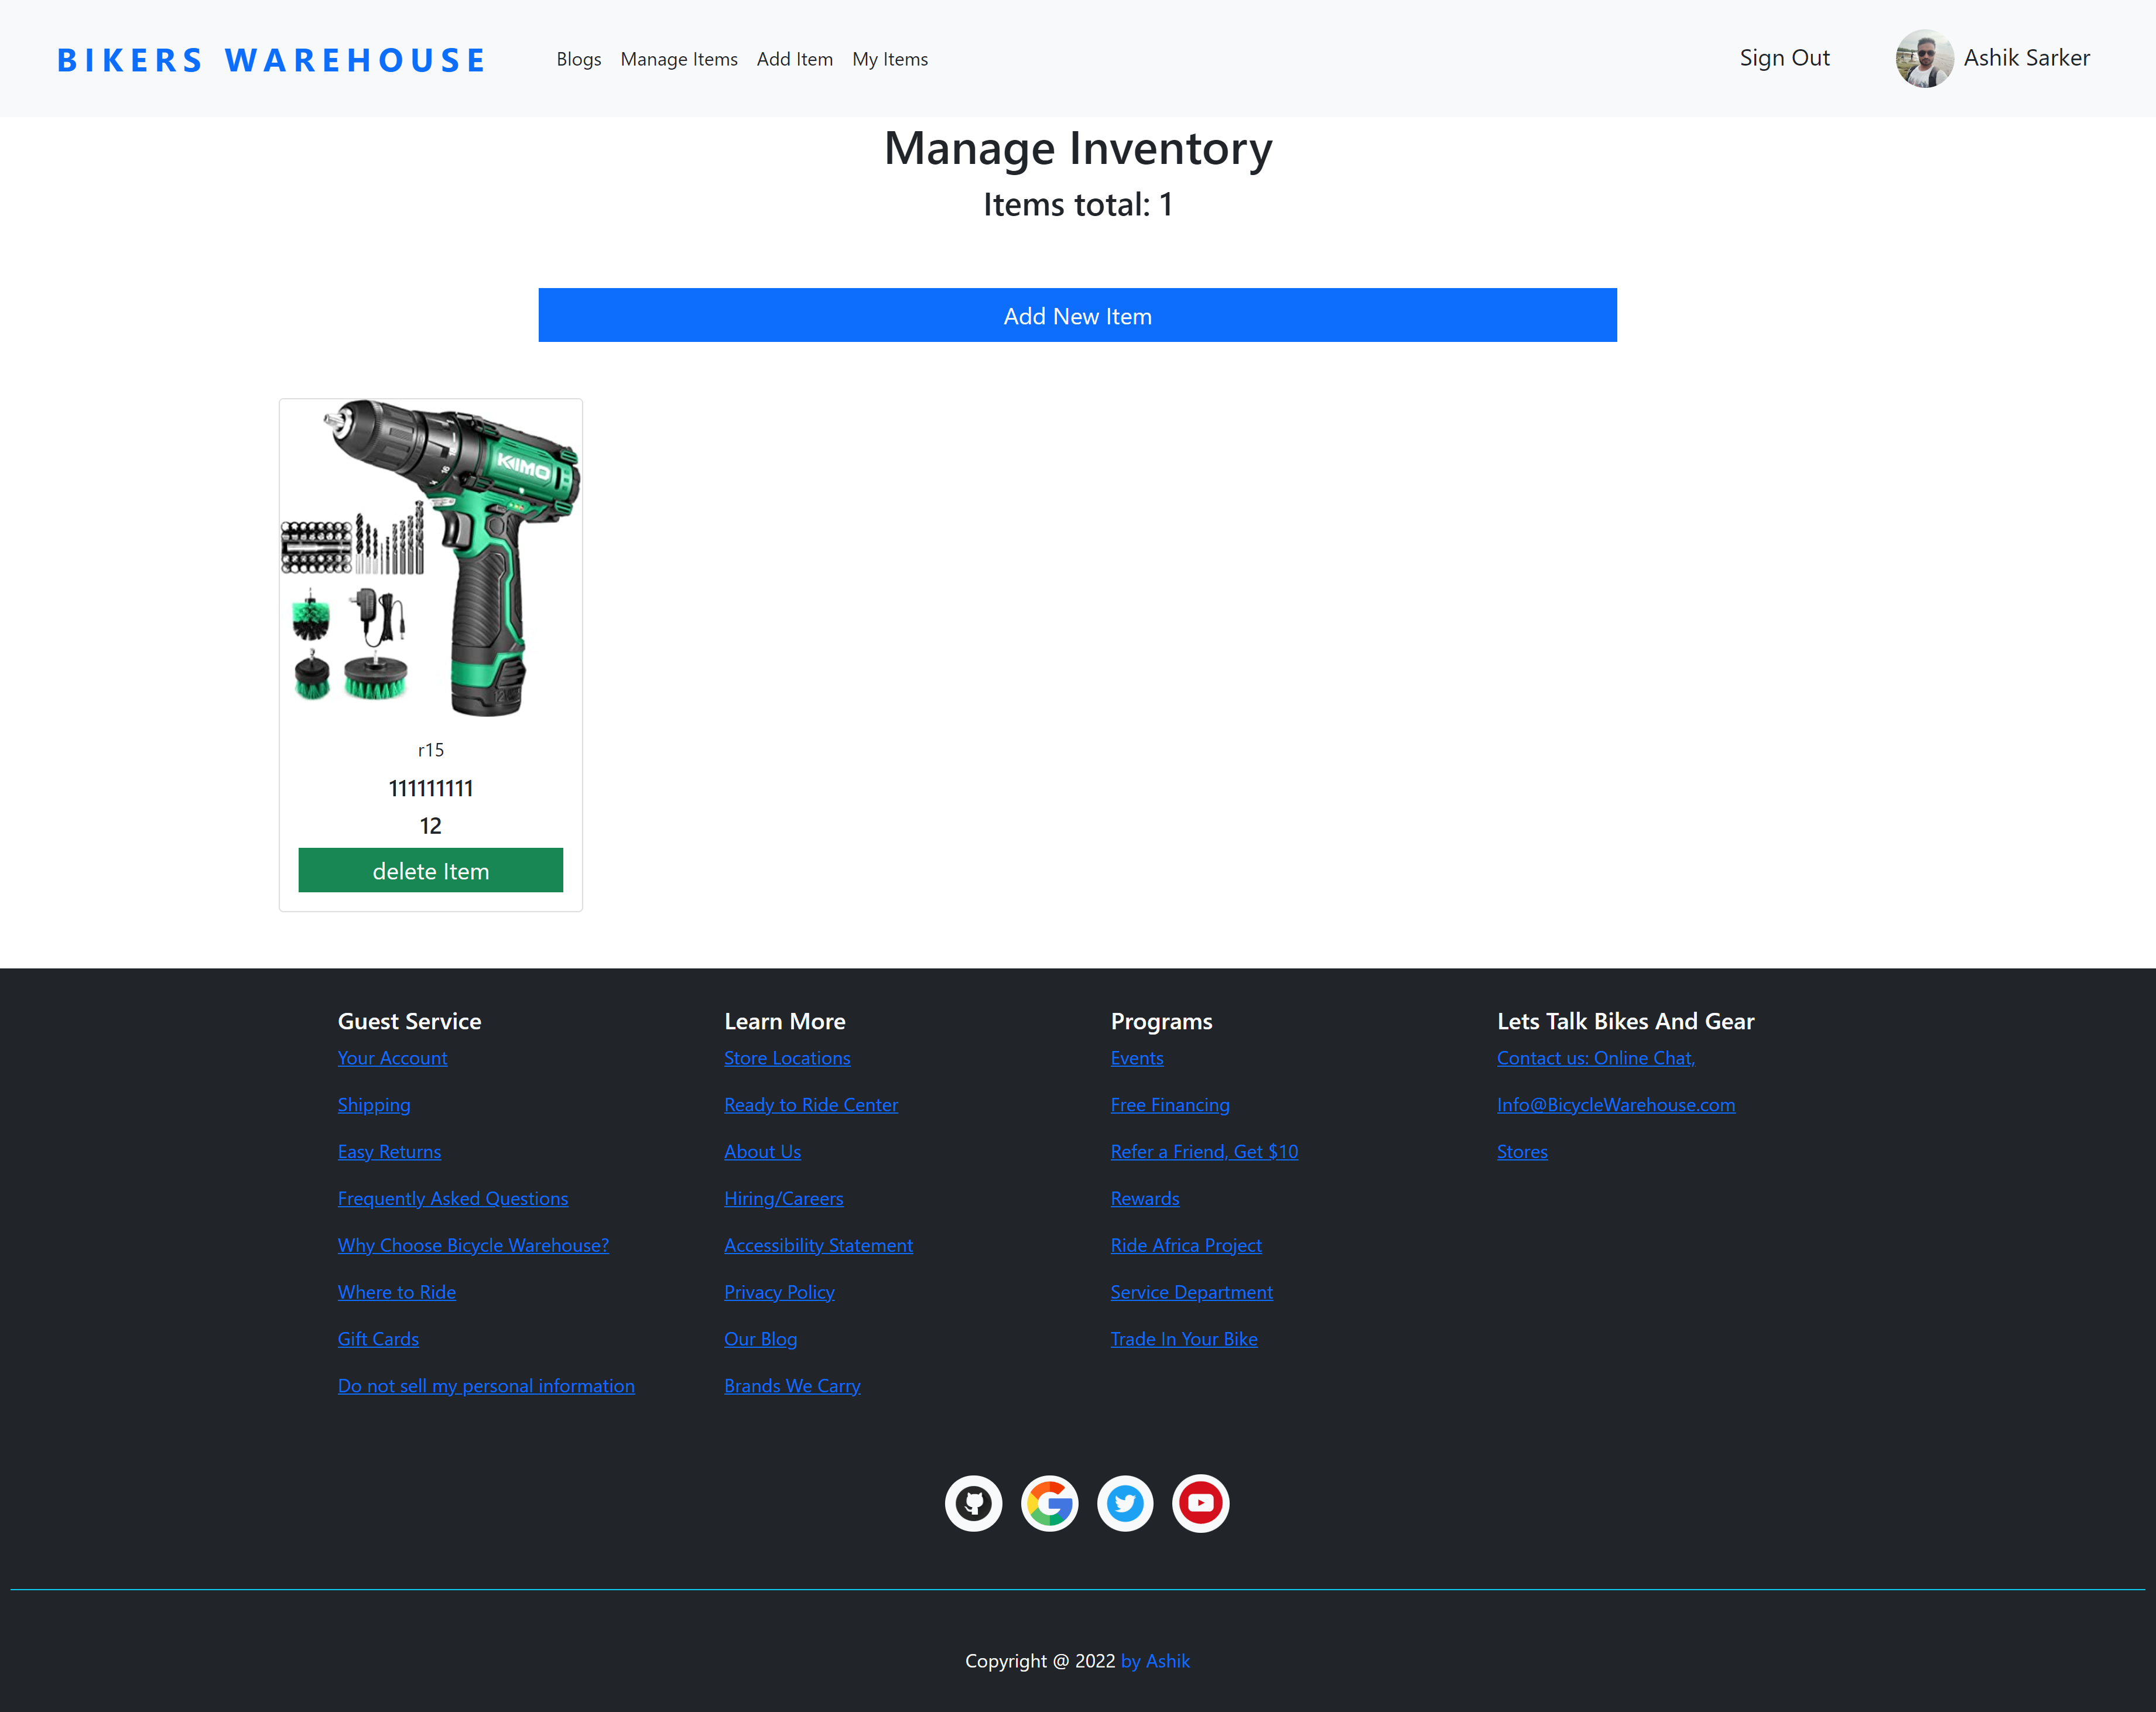 BIKERS WAREHOUSE
Blogs Manage Items Add Item My Items
Sign Out
Ashik Sarker
Manage Inventory
Items total: 1
Add New Item
KIMO
r15
111111111
12
delete Item
Guest Service
Your Account
Shipping
Easy Returns
Frequently Asked Questions
Why Choose Bicycle Warehouse?
Where to Ride
Gift Cards
Do not sell my personal information
Learn More
Store Locations
Ready to Ride Center
About Us
Hiring/Careers
Accessibility Statement
Privacy Policy
Our Blog
Brands We Carry
Programs
Events
Free Financing
Refer a Friend, Get $10
Rewards
Ride Africa Project
Service Department
Trade In Your Bike
Lets Talk Bikes And Gear
Contact us: Online Chat,
Info@BicycleWarehouse.com
Stores
Copyright @ 2022 by Ashik